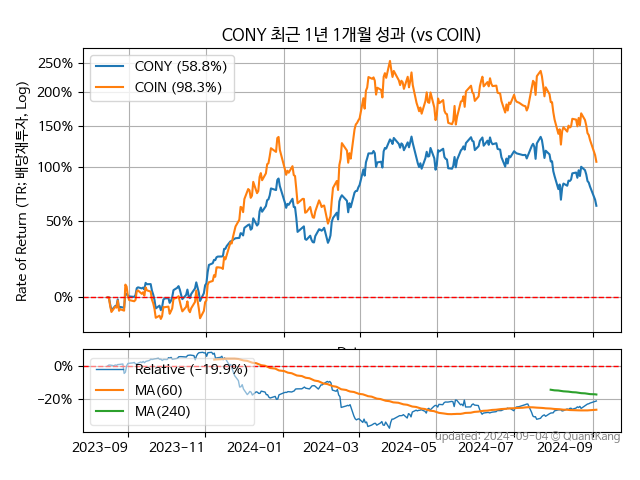 CONY 최근 1년 1개월 성과 (vs COIN)
Rate of Return (TR: 배당재투자, Log)
250%
200%
150%
100%
50%
0%
CONY (58.8%)
COIN (98.3%)
0%
−20%
Relative (−19.9%)
MA(60)
MA(240)
2023-09
2023-11
2024-01
2024-03
2024-05
2024-07
2024-09
updated: 2024-09-04 © QuantKang